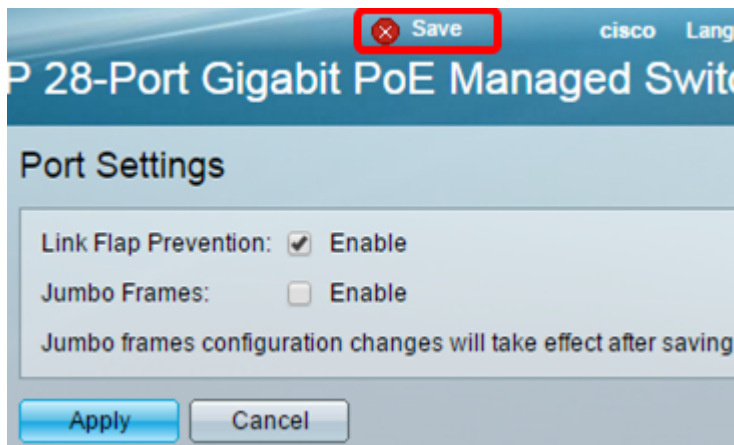 Save cisco Lang
P 28-Port Gigabit PoE Managed Switc
Port Settings
Link Flap Prevention: Enable
Jumbo Frames: Enable
Jumbo frames configuration changes will take effect after saving
Apply Cancel